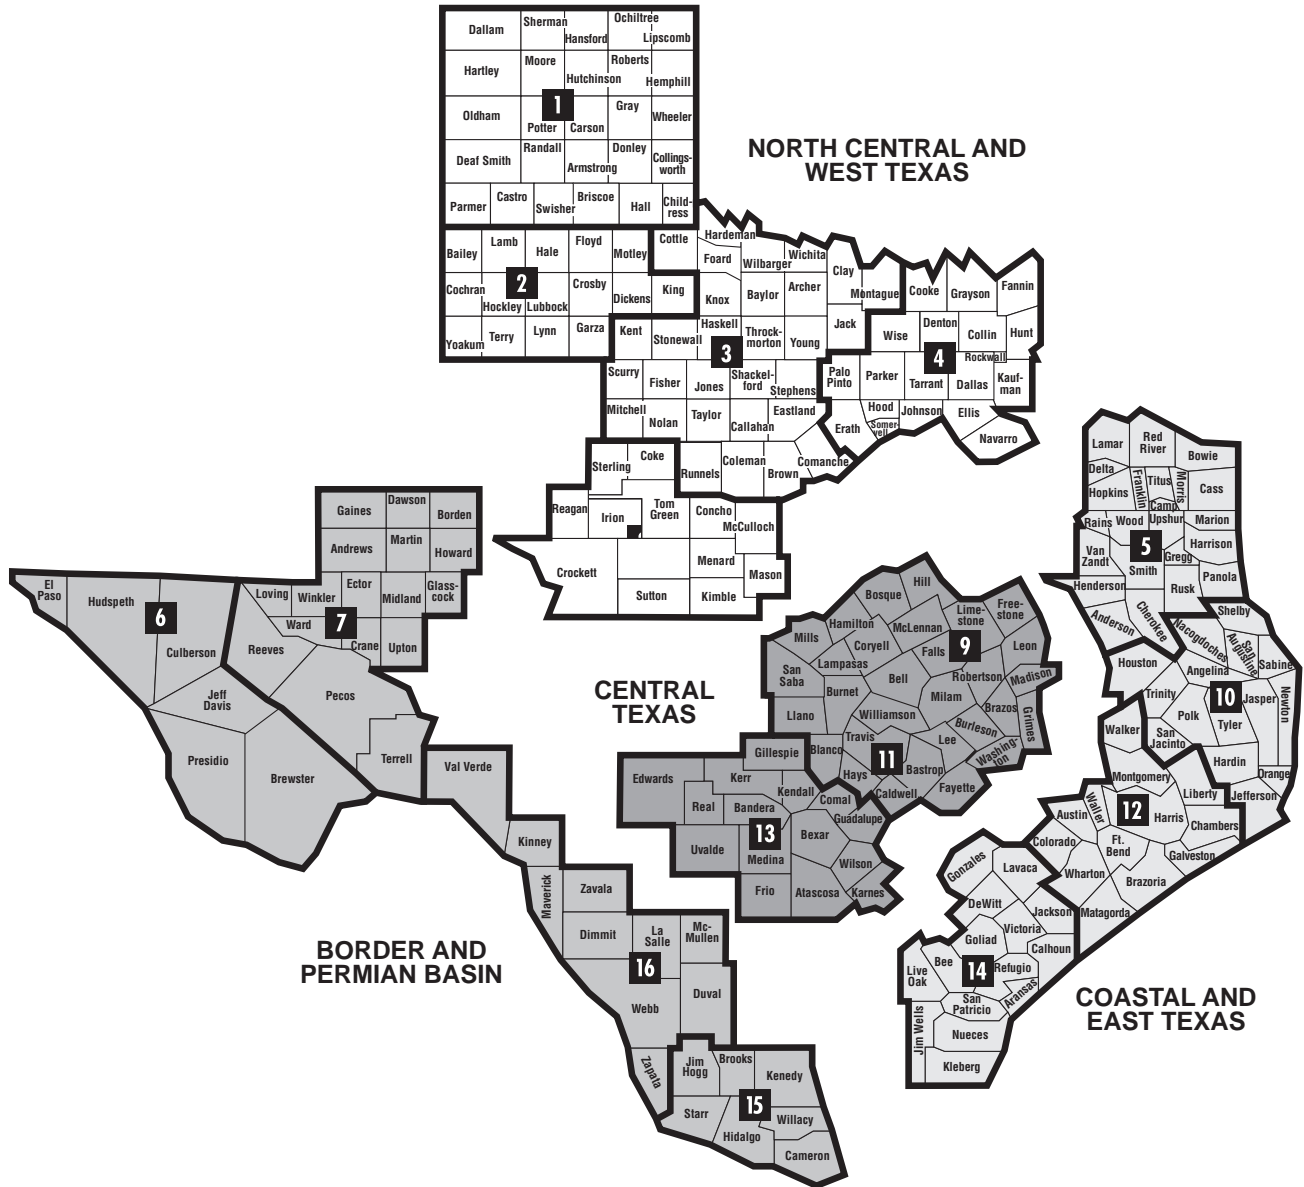 NORTH CENTRAL AND
WEST TEXAS
Dallam
Sherman
Hansford
Ochiltree
Lipscomb
Hartley
Moore
Hutchinson
Roberts
Hemphill
1
Oldham
Potter
Carson
Gray
Wheeler
Deaf Smith
Randall
Armstrong
Donley
Collings-
worth
Parmer
Castro
Swisher
Briscoe
Hall
Child-
ress
Bailey
Lamb
Hale
Floyd
Motley
2
Cochran
Hockley
Lubbock
Crosby
Dickens
Yoakum
Terry
Lynn
Garza
Cottle
Hardeman
Foard
Wilbarger
Wichita
Clay
Montague
King
Knox
Baylor
Archer
Jack
Kent
Stonewall
Haskell
Throck-
morton
Young
3
Scurry
Fisher
Jones
Shackel-
ford
Stephens
Mitchell
Nolan
Taylor
Callahan
Eastland
Runnels
Coleman
Brown
Comanche
Cooke
Grayson
Fannin
Wise
Denton
Collin
Hunt
4
Rockwall
Palo
Pinto
Parker
Tarrant
Dallas
Kauf-
man
Erath
Hood
Somer-
vell
Johnson
Ellis
Navarro
Sterling
Coke
Reagan
Irion
Tom
Green
Concho
McCulloch
Crockett
Menard
Mason
Sutton
Kimble
Gaines
Dawson
Borden
Andrews
Martin
Howard
Loving
Winkler
Ector
Midland
Glass-
cock
7
Ward
Crane
Upton
Reeves
Pecos
Terrell
El
Paso
Hudspeth
6
Culberson
Jeff
Davis
Presidio
Brewster
BORDER AND
PERMIAN BASIN
Val Verde
Kinney
Maverick
Zavala
Dimmit
La
Salle
Mc-
Mullen
16
Webb
Duval
Zapata
Jim
Hogg
Brooks
Kenedy
15
Starr
Hidalgo
Willacy
Cameron
CENTRAL
TEXAS
Hill
Bosque
Hamilton
McLennan
Lime-
stone
Free-
stone
9
Mills
Coryell
Falls
Leon
San
Saba
Lampasas
Bell
Robertson
Madison
Burnet
Milam
Brazos
Grimes
Llano
Williamson
Burleson
Blanco
Travis
Lee
Washing-
ton
11
Hays
Bastrop
Caldwell
Fayette
Gillespie
Edwards
Kerr
Kendall
Comal
Real
Bandera
Guadalupe
13
Bexar
Uvalde
Medina
Wilson
Frio
Atascosa
Karnes
Lamar
Red
River
Bowie
Delta
Hopkins
Franklin
Titus
Morris
Cass
Camp
Rains
Wood
Upshur
Marion
5
Van
Zandt
Smith
Gregg
Harrison
Henderson
Rusk
Panola
Anderson
Cherokee
Shelby
Nacogdoches
San
Augustine
Sabine
Houston
Angelina
10
Trinity
Polk
Tyler
Jasper
Newton
Walker
San
Jacinto
Hardin
Orange
Jefferson
Montgomery
Liberty
12
Austin
Waller
Harris
Chambers
Colorado
Ft.
Bend
Galveston
Wharton
Brazoria
Matagorda
Gonzales
Lavaca
DeWitt
Jackson
Victoria
Goliad
Calhoun
Bee
14
Refugio
Live
Oak
San
Patricio
Aransas
Jim Wells
Nueces
Kleberg
COASTAL AND
EAST TEXAS